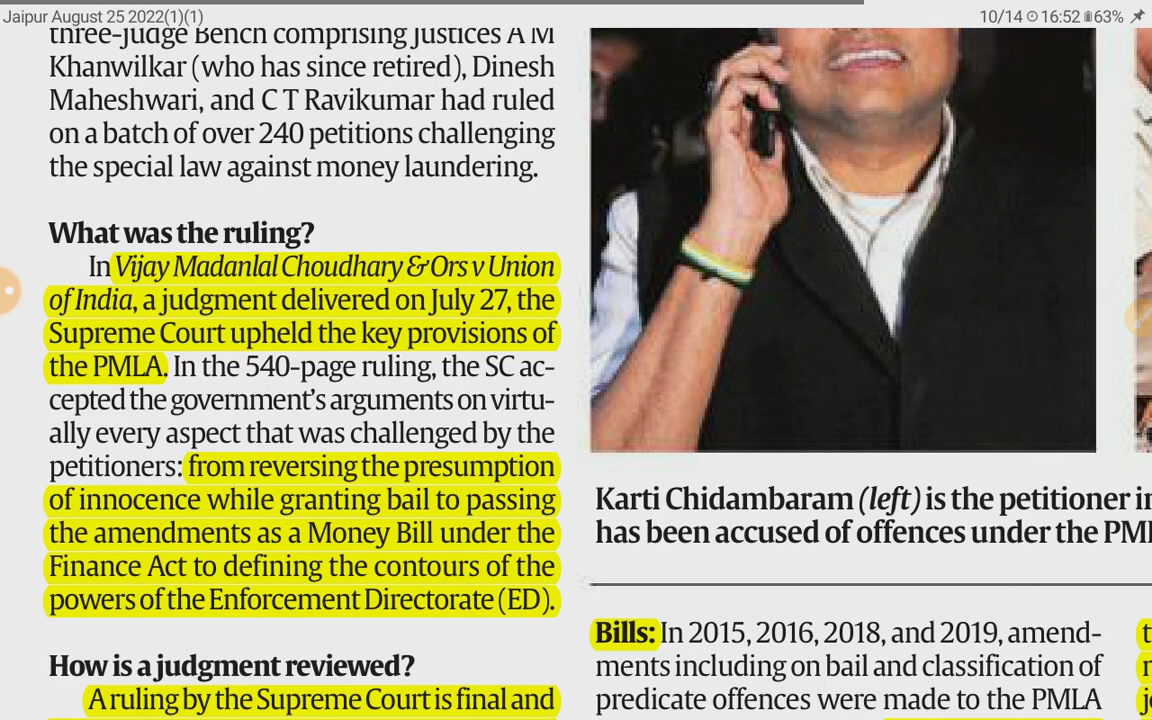 Jaipur August 25 2022(1)(1)
10/14 16:52 63%
three-judge Bench comprising Justices A M
Khanwilkar (who has since retired), Dinesh
Maheshwari, and C T Ravikumar had ruled
on a batch of over 240 petitions challenging
the special law against money laundering.
What was the ruling?
In Vijay Madanlal Choudhary & Ors v Union
of India, a judgment delivered on July 27, the
Supreme Court upheld the key provisions of
the PMLA. In the 540-page ruling, the SC ac-
cepted the government's arguments on virtu-
ally every aspect that was challenged by the
petitioners: from reversing the presumption
of innocence while granting bail to passing
the amendments as a Money Bill under the
Finance Act to defining the contours of the
powers of the Enforcement Directorate (ED).
How is a judgment reviewed?
A ruling by the Supreme Court is final and
Karti Chidambaram (left) is the petitioner
has been accused of offences under the
Bills: In 2015, 2016, 2018, and 2019, amend-
ments including on bail and classification of
predicate offences were made to the PMLA